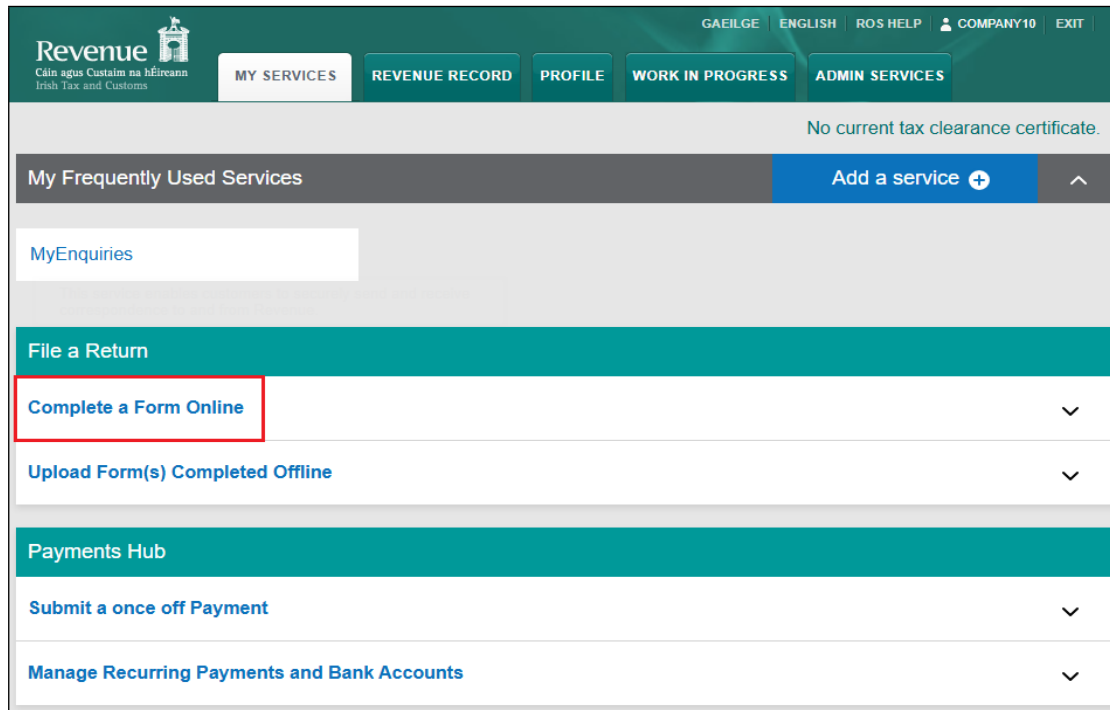 GAEILGE ENGLISH ROS HELP COMPANY10 EXIT
Revenue
Cáin agus Custaim na hÉireann
Irish Tax and Customs
MY SERVICES REVENUE RECORD PROFILE WORK IN PROGRESS ADMIN SERVICES
No current tax clearance certificate.
My Frequently Used Services Add a service
MyEnquiries
File a Return
Complete a Form Online
Upload Form(s) Completed Offline
Payments Hub
Submit a once off Payment
Manage Recurring Payments and Bank Accounts